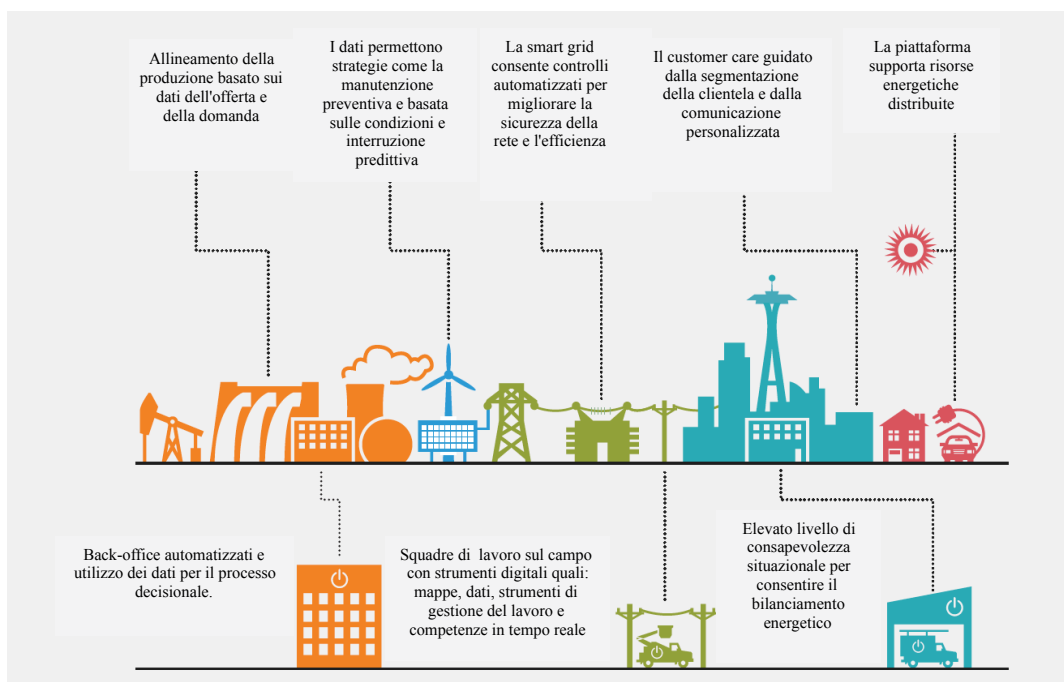 Allineamento della
produzione basato sui
dati dell'offerta e
della domanda
I dati permettono
strategie come la
manutenzione
preventiva e basata
sulle condizioni e
interruzione
predittiva
La smart grid
consente controlli
automatizzati per
migliorare la
sicurezza della
rete e l'efficienza
Il customer care guidato
dalla segmentazione
della clientela e dalla
comunicazione
personalizzata
La piattaforma
supporta risorse
energetiche
distribuite
Back-office automatizzati e
utilizzo dei dati per il processo
decisionale.
Squadre di lavoro sul campo
con strumenti digitali quali:
mappe, dati, strumenti di
gestione del lavoro e
competenze in tempo reale
Elevato livello di
consapevolezza
situazionale per
consentire il
bilanciamento
energetico